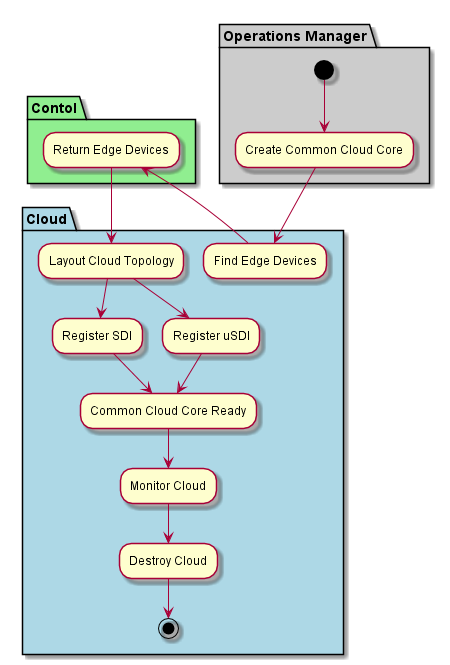 Operations Manager
Create Common Cloud Core
Contol
Return Edge Devices
Cloud
Layout Cloud Topology
Find Edge Devices
Register SDI
Register uSDI
Common Cloud Core Ready
Monitor Cloud
Destroy Cloud